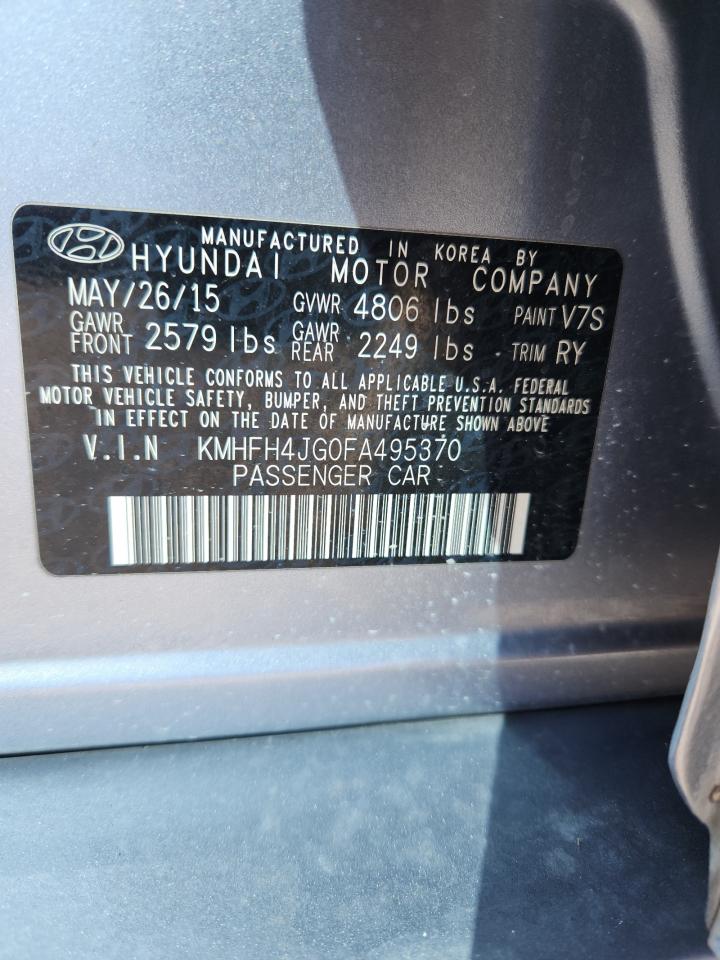 MANUFACTURED IN KOREA BY
HYUNDAI MOTOR COMPANY
MAY/26/15 GVWR 4806 lbs PAINT V7S
GAWR FRONT 2579 lbs GAWR REAR 2249 lbs TRIM RY
THIS VEHICLE CONFORMS TO ALL APPLICABLE U.S.A. FEDERAL
MOTOR VEHICLE SAFETY, BUMPER, AND THEFT PREVENTION STANDARDS
IN EFFECT ON THE DATE OF MANUFACTURE SHOWN ABOVE
V.I.N KMHFH4JG0FA495370
PASSENGER CAR